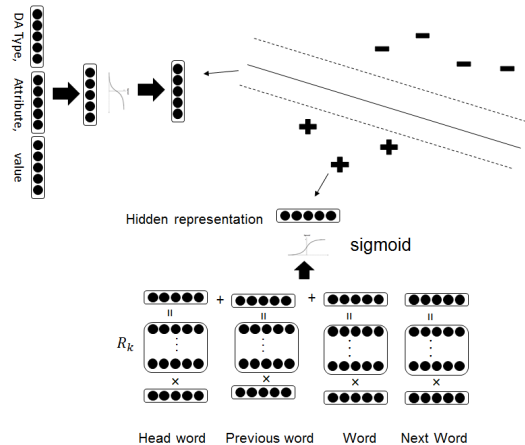 DA Type,
Attribute,
value
Hidden representation
sigmoid
+ +
= = = =
R_k
× × × ×
Head word Previous word Word Next Word